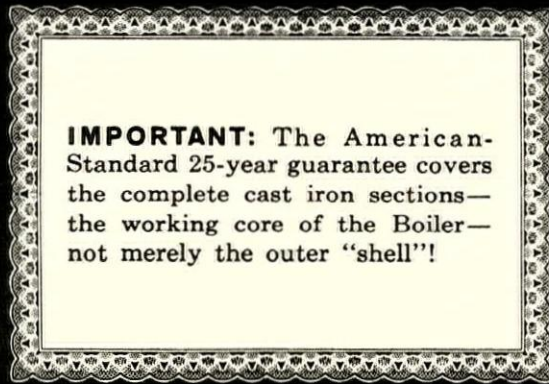 IMPORTANT: The American-
Standard 25-year guarantee covers
the complete cast iron sections—
the working core of the Boiler—
not merely the outer “shell”!